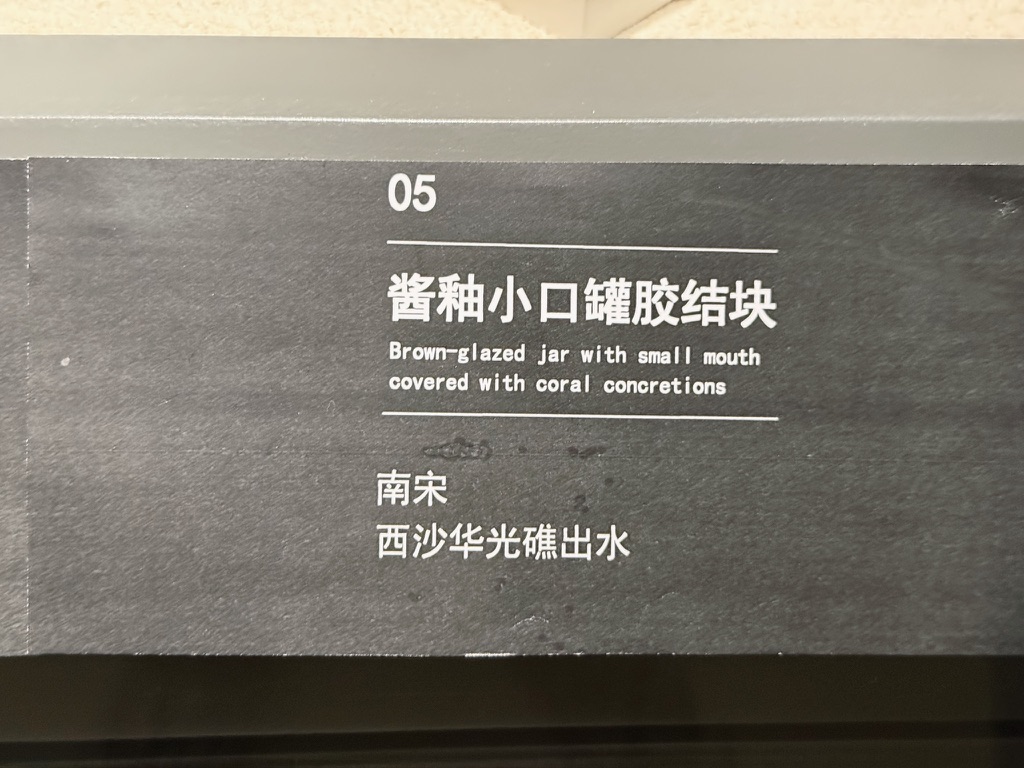 05
酱釉小口罐胶结块
Brown-glazed jar with small mouth
covered with coral concretions
南宋
西沙华光礁出水